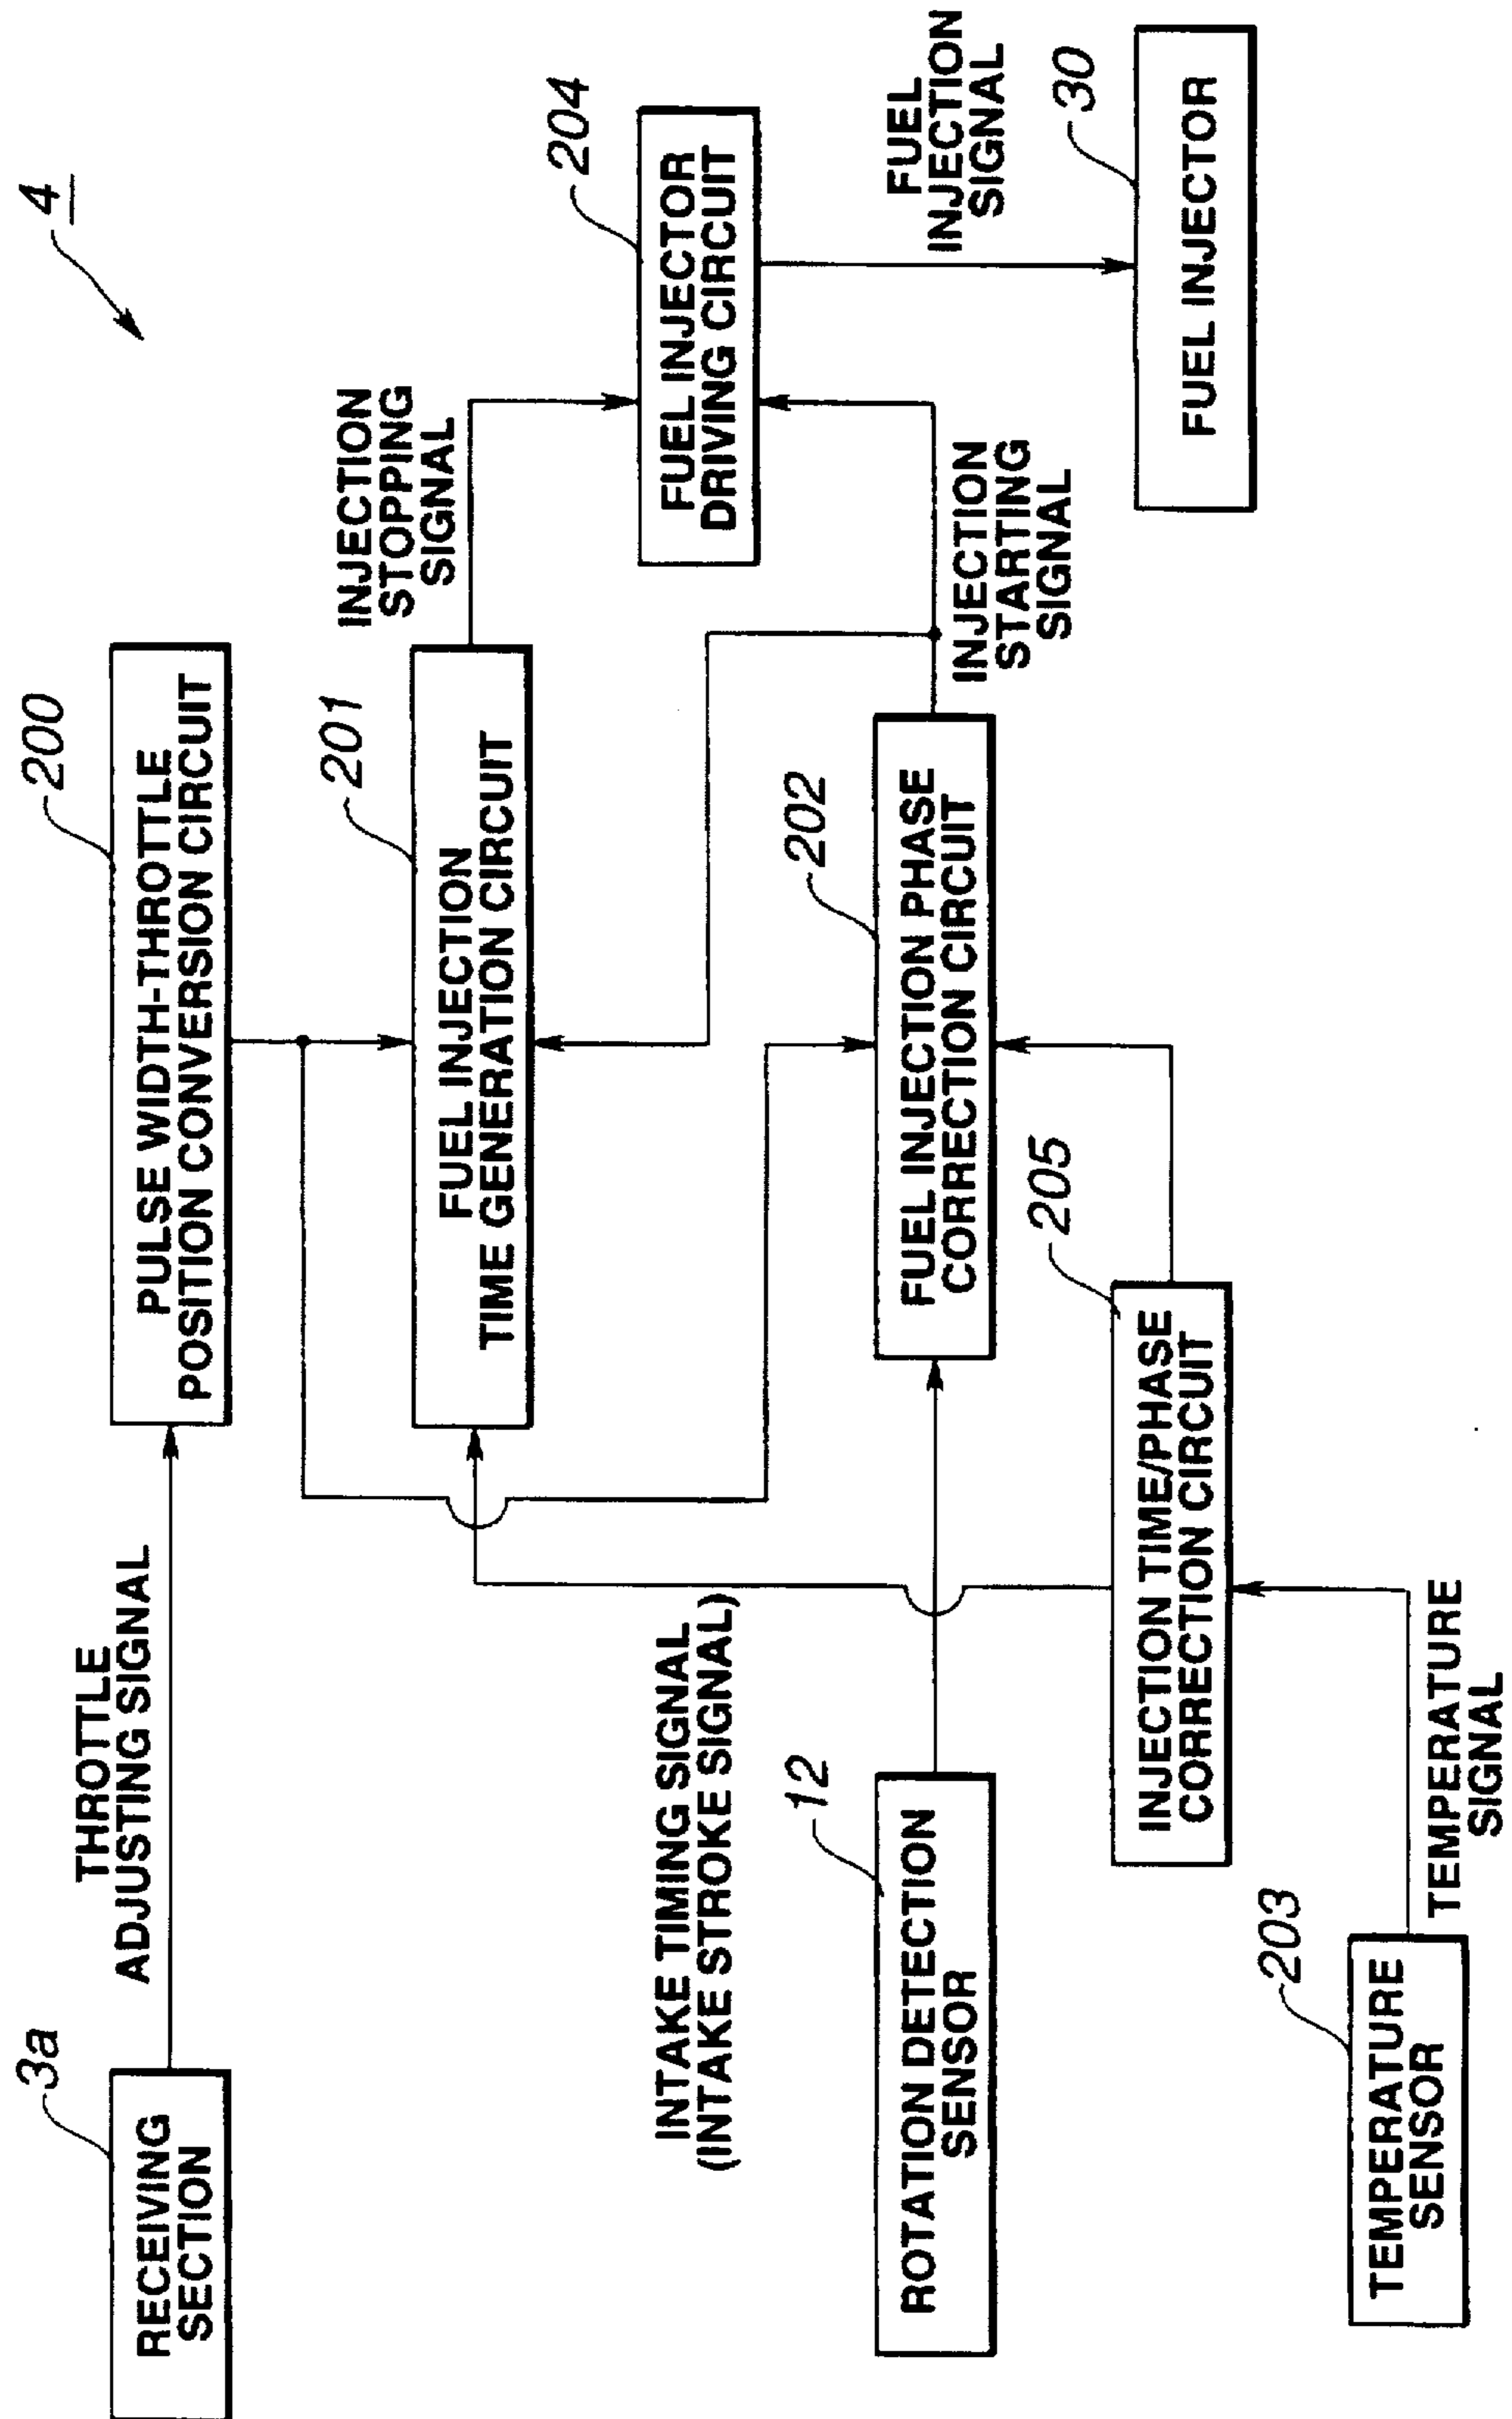 4
3a
RECEIVING
SECTION
THROTTLE
ADJUSTING SIGNAL
200
PULSE WIDTH-THROTTLE
POSITION CONVERSION CIRCUIT
201
FUEL INJECTION
TIME GENERATION CIRCUIT
INJECTION
STOPPING
SIGNAL
204
FUEL INJECTOR
DRIVING CIRCUIT
INTAKE TIMING SIGNAL
(INTAKE STROKE SIGNAL)
12
ROTATION DETECTION
SENSOR
202
FUEL INJECTION PHASE
CORRECTION CIRCUIT
INJECTION
STARTING
SIGNAL
FUEL
INJECTION
SIGNAL
30
FUEL INJECTOR
205
INJECTION TIME/PHASE
CORRECTION CIRCUIT
203
TEMPERATURE
SENSOR
TEMPERATURE
SIGNAL